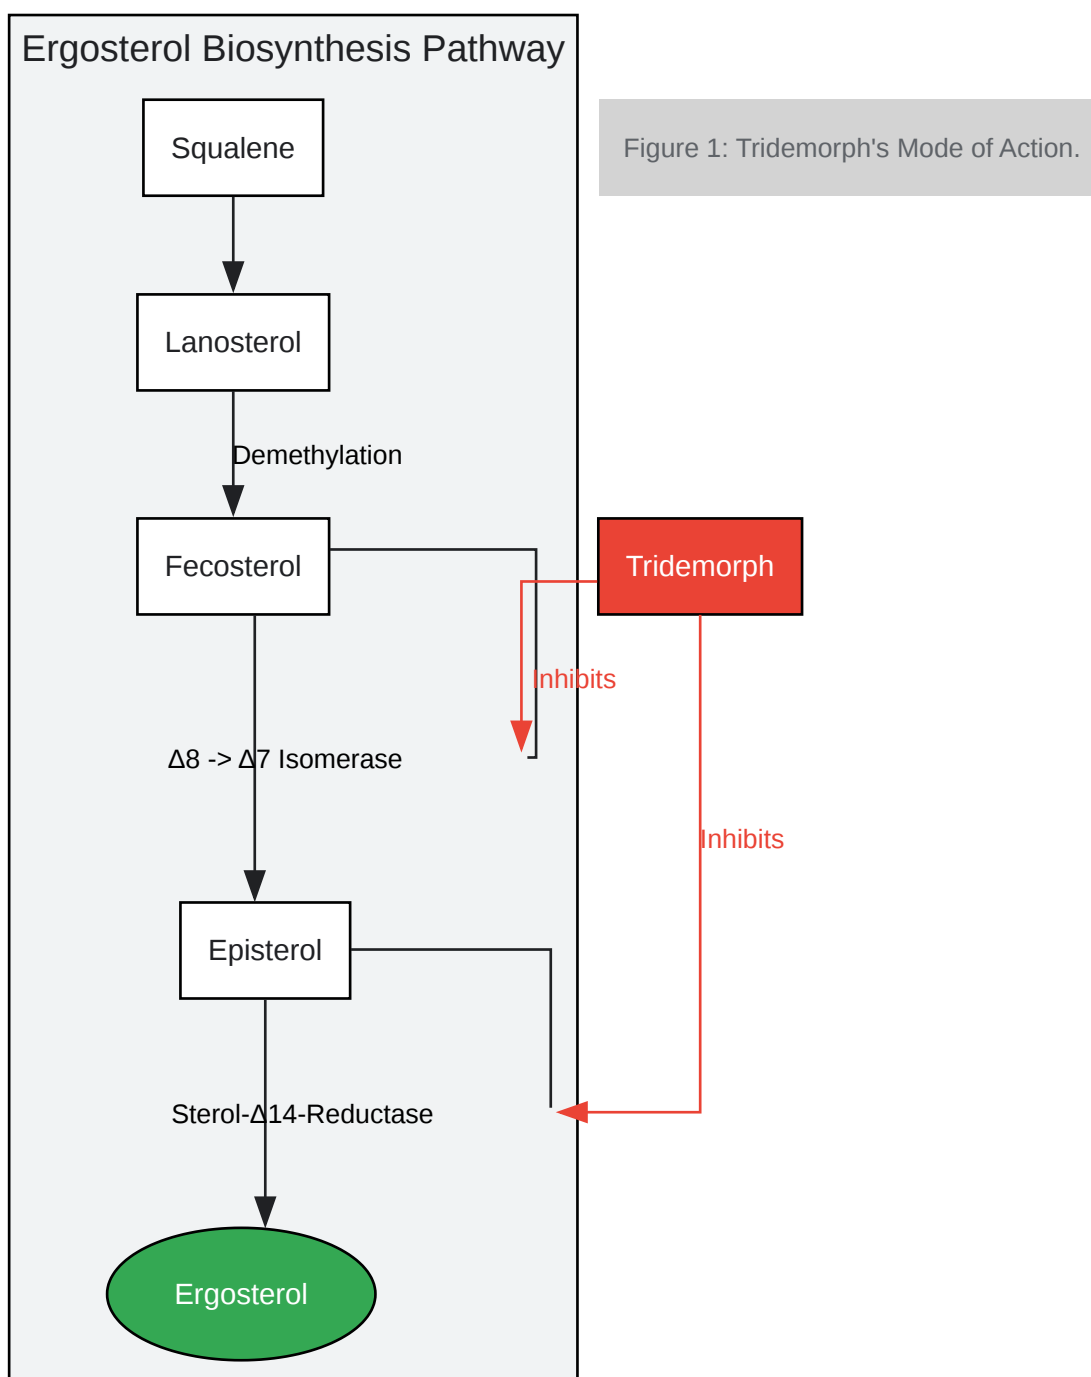 Ergosterol Biosynthesis Pathway
Squalene
Figure 1: Tridemorph's Mode of Action.
Lanosterol
Demethylation
Fecosterol
Tridemorph
Inhibits
Δ8 -> Δ7 Isomerase
Inhibits
Episterol
Sterol-Δ14-Reductase
Ergosterol